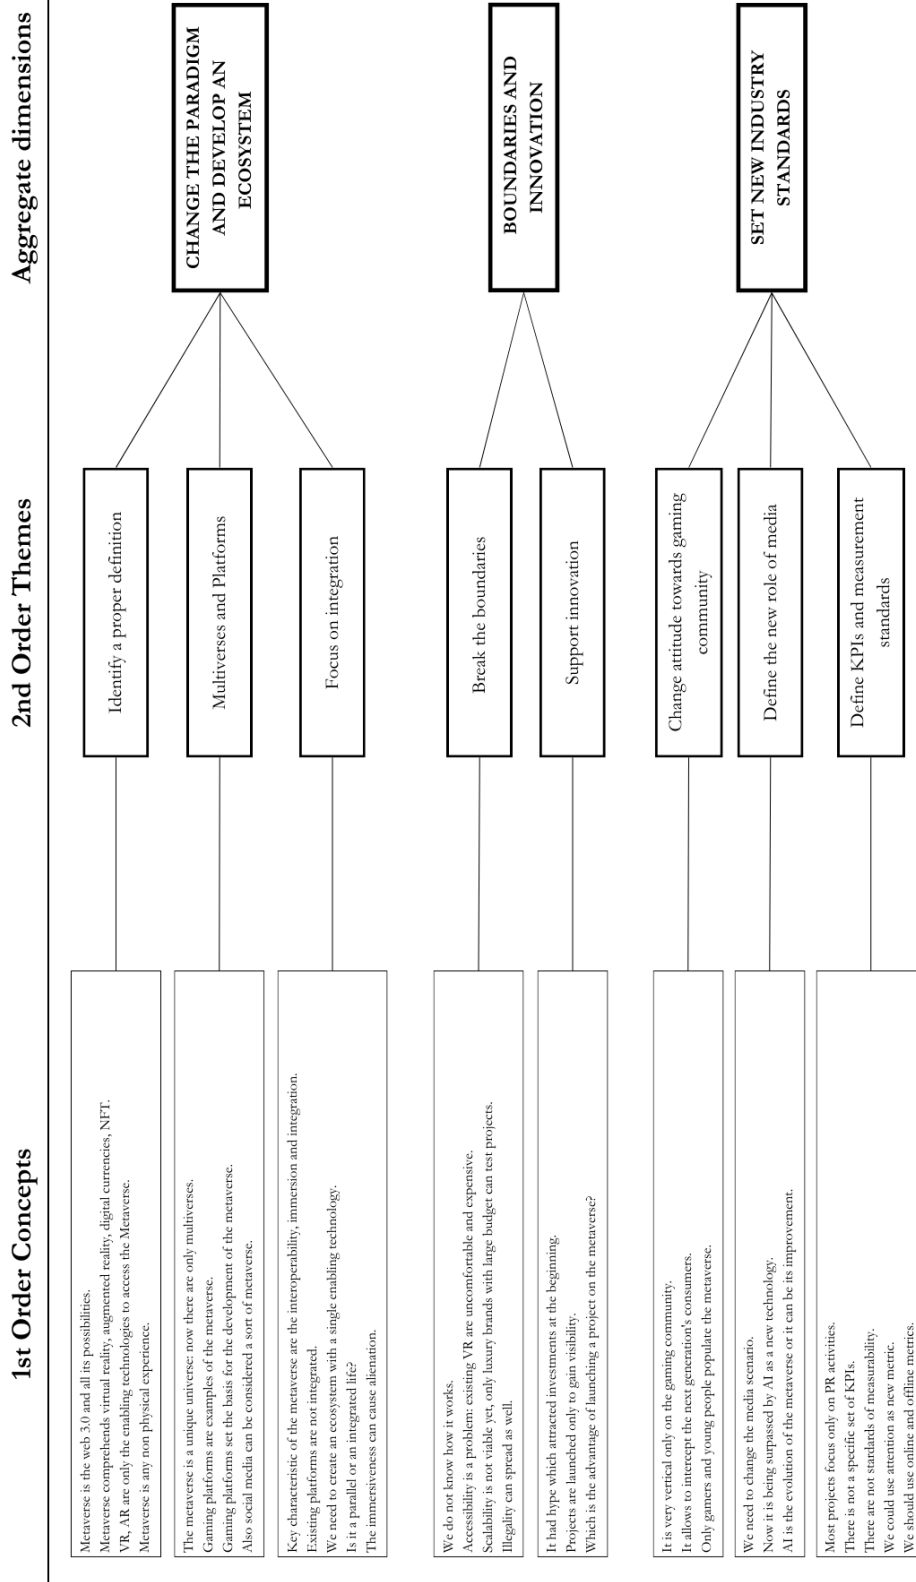 1st Order Concepts
2nd Order Themes
Aggregate dimensions
Metaverse is the web 3.0 and all its possibilities.
Metaverse comprehends virtual reality, augmented reality, digital currencies, NFT.
VR, AR are only the enabling technologies to access the Metaverse.
Metaverse is any non physical experience.
Identify a proper definition
The metaverse is a unique universe: now there are only multiverses.
Gaming platforms are examples of the metaverse.
Gaming platforms set the basis for the development of the metaverse.
Also social media can be considered a sort of metaverse.
Multiverses and Platforms
Key characteristic of the metaverse are the interoperability, immersion and integration.
Existing platforms are not integrated.
We need to create an ecosystem with a single enabling technology.
Is it a parallel or an integrated life?
The immersiveness can cause alienation.
Focus on integration
CHANGE THE PARADIGM
AND DEVELOP AN
ECOSYSTEM
We do not know how it works.
Accessibility is a problem: existing VR are uncomfortable and expensive.
Scalability is not viable yet, only luxury brands with large budget can test projects.
Illegality can spread as well.
Break the boundaries
It had hype which attracted investments at the beginning.
Projects are launched only to gain visibility.
Which is the advantage of launching a project on the metaverse?
Support innovation
BOUNDARIES AND
INNOVATION
It is very vertical only on the gaming community.
It allows to intercept the next generation's consumers.
Only gamers and young people populate the metaverse.
Change attitude towards gaming
community
We need to change the media scenario.
Now it is being surpassed by AI as a new technology.
AI is the evolution of the metaverse or it can be its improvement.
Define the new role of media
Most projects focus only on PR activities.
There is not a specific set of KPIs.
There are not stardards of measurability.
We could use attention as new metric.
We should use online and offline metrics.
Define KPIs and measurement
standards
SET NEW INDUSTRY
STANDARDS